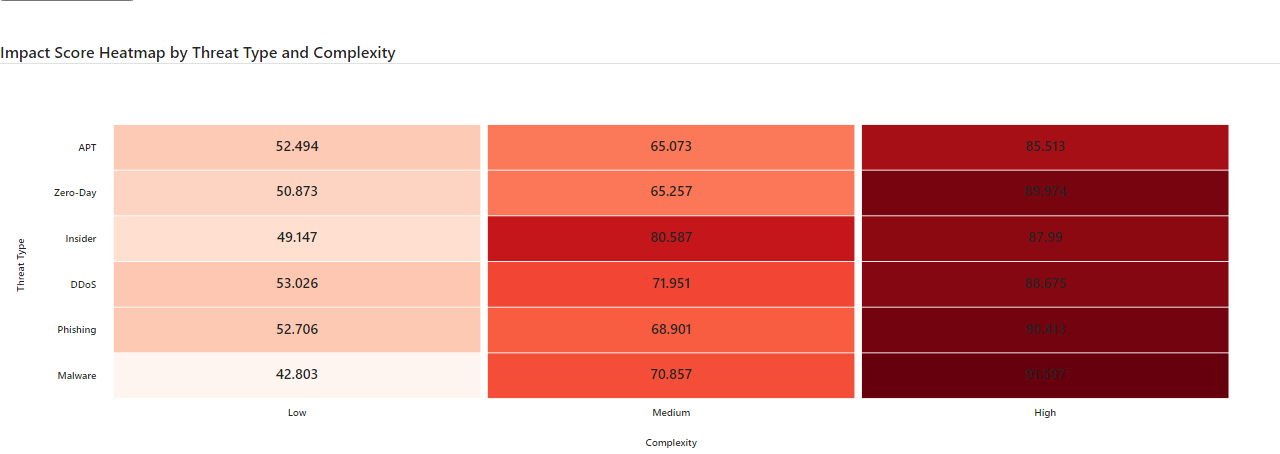 Impact Score Heatmap by Threat Type and Complexity
Threat Type
APT 52.494 65.073 85.513
Zero-Day 50.873 65.257 89.974
Insider 49.147 80.587 87.99
DDoS 53.026 71.951 88.675
Phishing 52.706 68.901
Malware 42.803 70.857
Low Medium High
Complexity